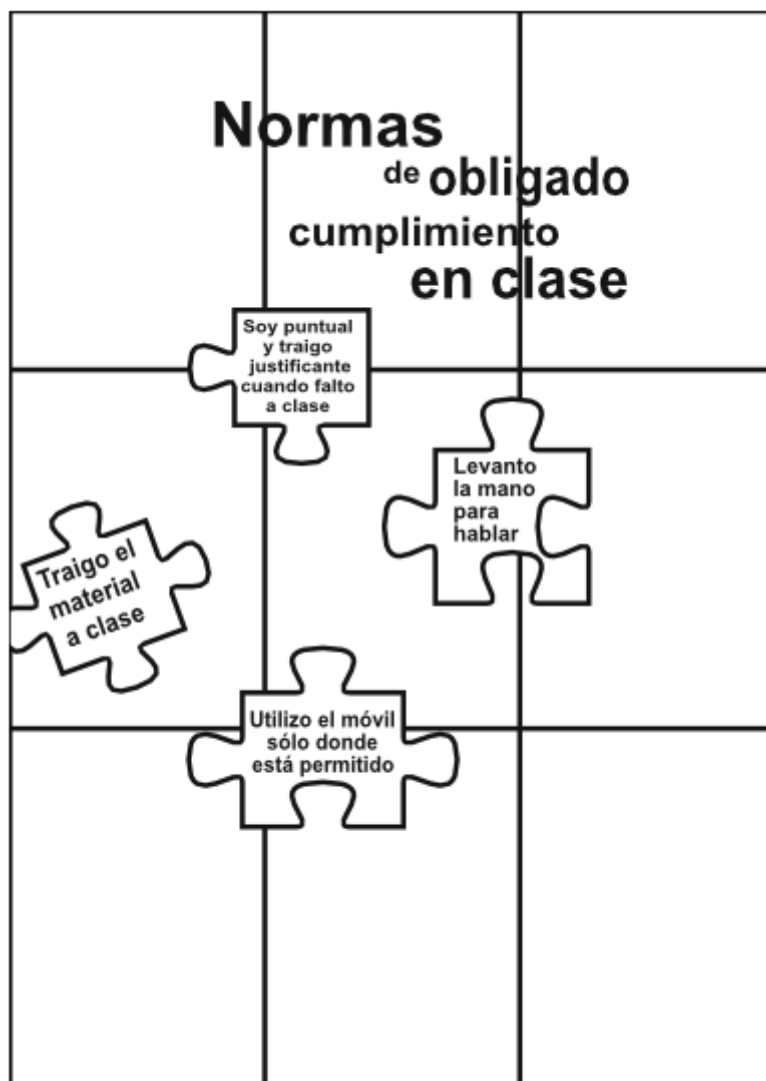 Normas
de obligado
cumplimiento
en clase
Soy puntual
y traigo
justificante
cuando falto
a clase
Levanto
la mano
para
hablar
Traigo el
material
a clase
Utilizo el móvil
sólo donde
está permitido